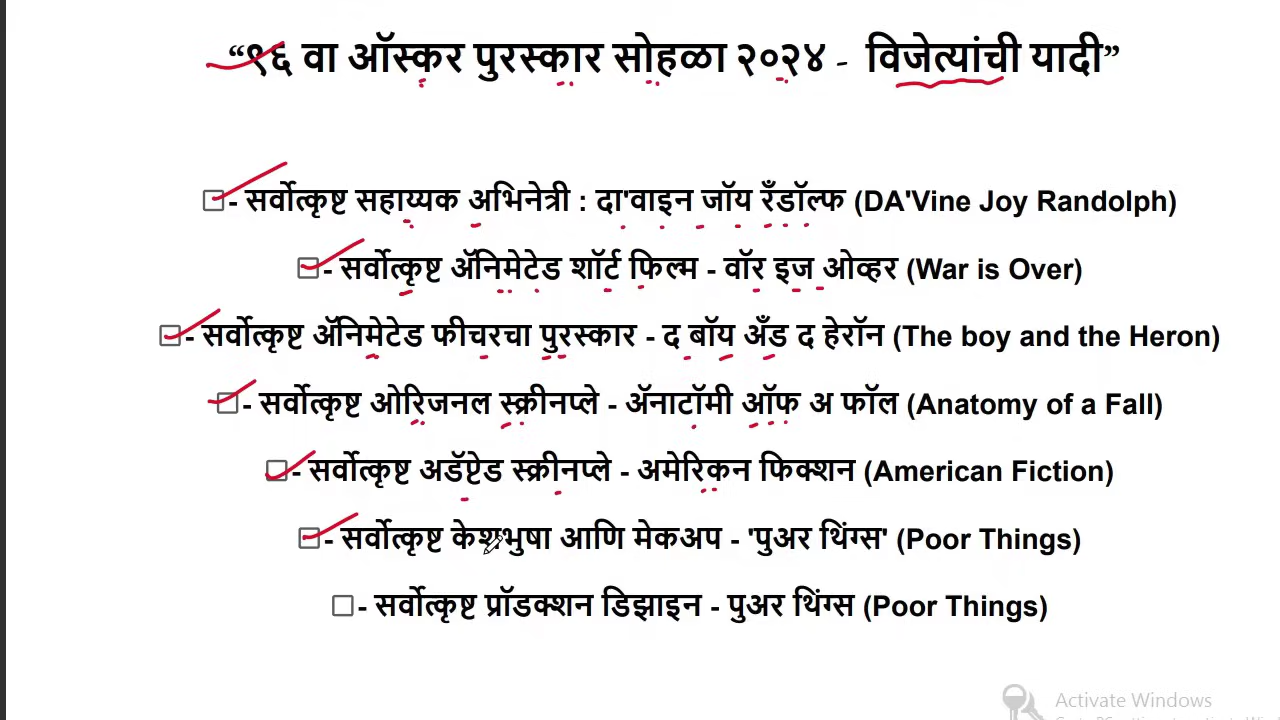 “९६ वा ऑस्कर पुरस्कार सोहळा २०२४ - विजेत्यांची यादी”
- सर्वोत्कृष्ट सहाय्यक अभिनेत्री : दा'वाइन जॉय रँडॉल्फ (DA'Vine Joy Randolph)
- सर्वोत्कृष्ट ॲनिमेटेड शॉर्ट फिल्म - वॉर इज ओव्हर (War is Over)
- सर्वोत्कृष्ट ॲनिमेटेड फीचरचा पुरस्कार - द बॉय अँड द हेरॉन (The boy and the Heron)
- सर्वोत्कृष्ट ओरिजनल स्क्रीनप्ले - ॲनाटॉमी ऑफ अ फॉल (Anatomy of a Fall)
- सर्वोत्कृष्ट अडॅप्टेड स्क्रीनप्ले - अमेरिकन फिक्शन (American Fiction)
- सर्वोत्कृष्ट केशभुषा आणि मेकअप - 'पुअर थिंग्स' (Poor Things)
- सर्वोत्कृष्ट प्रॉडक्शन डिझाइन - पुअर थिंग्स (Poor Things)
Activate Windows